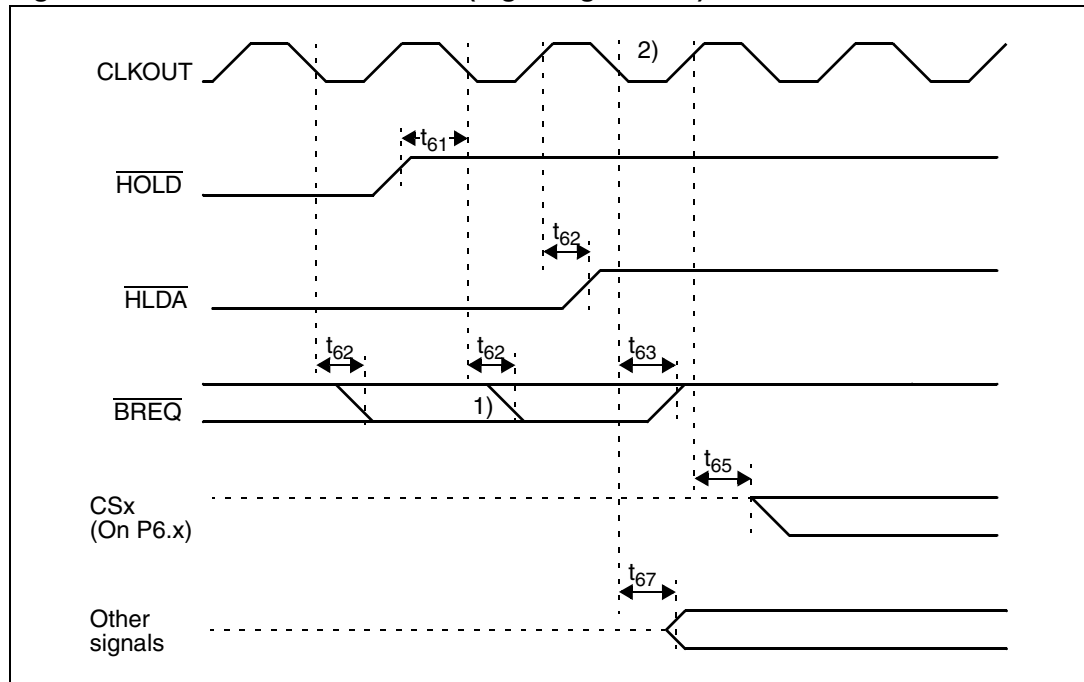 2)
CLKOUT
t61
HOLD
t62
HLDA
t62
t62
t63
BREQ
1)
t65
CSx
(On P6.x)
t67
Other
signals